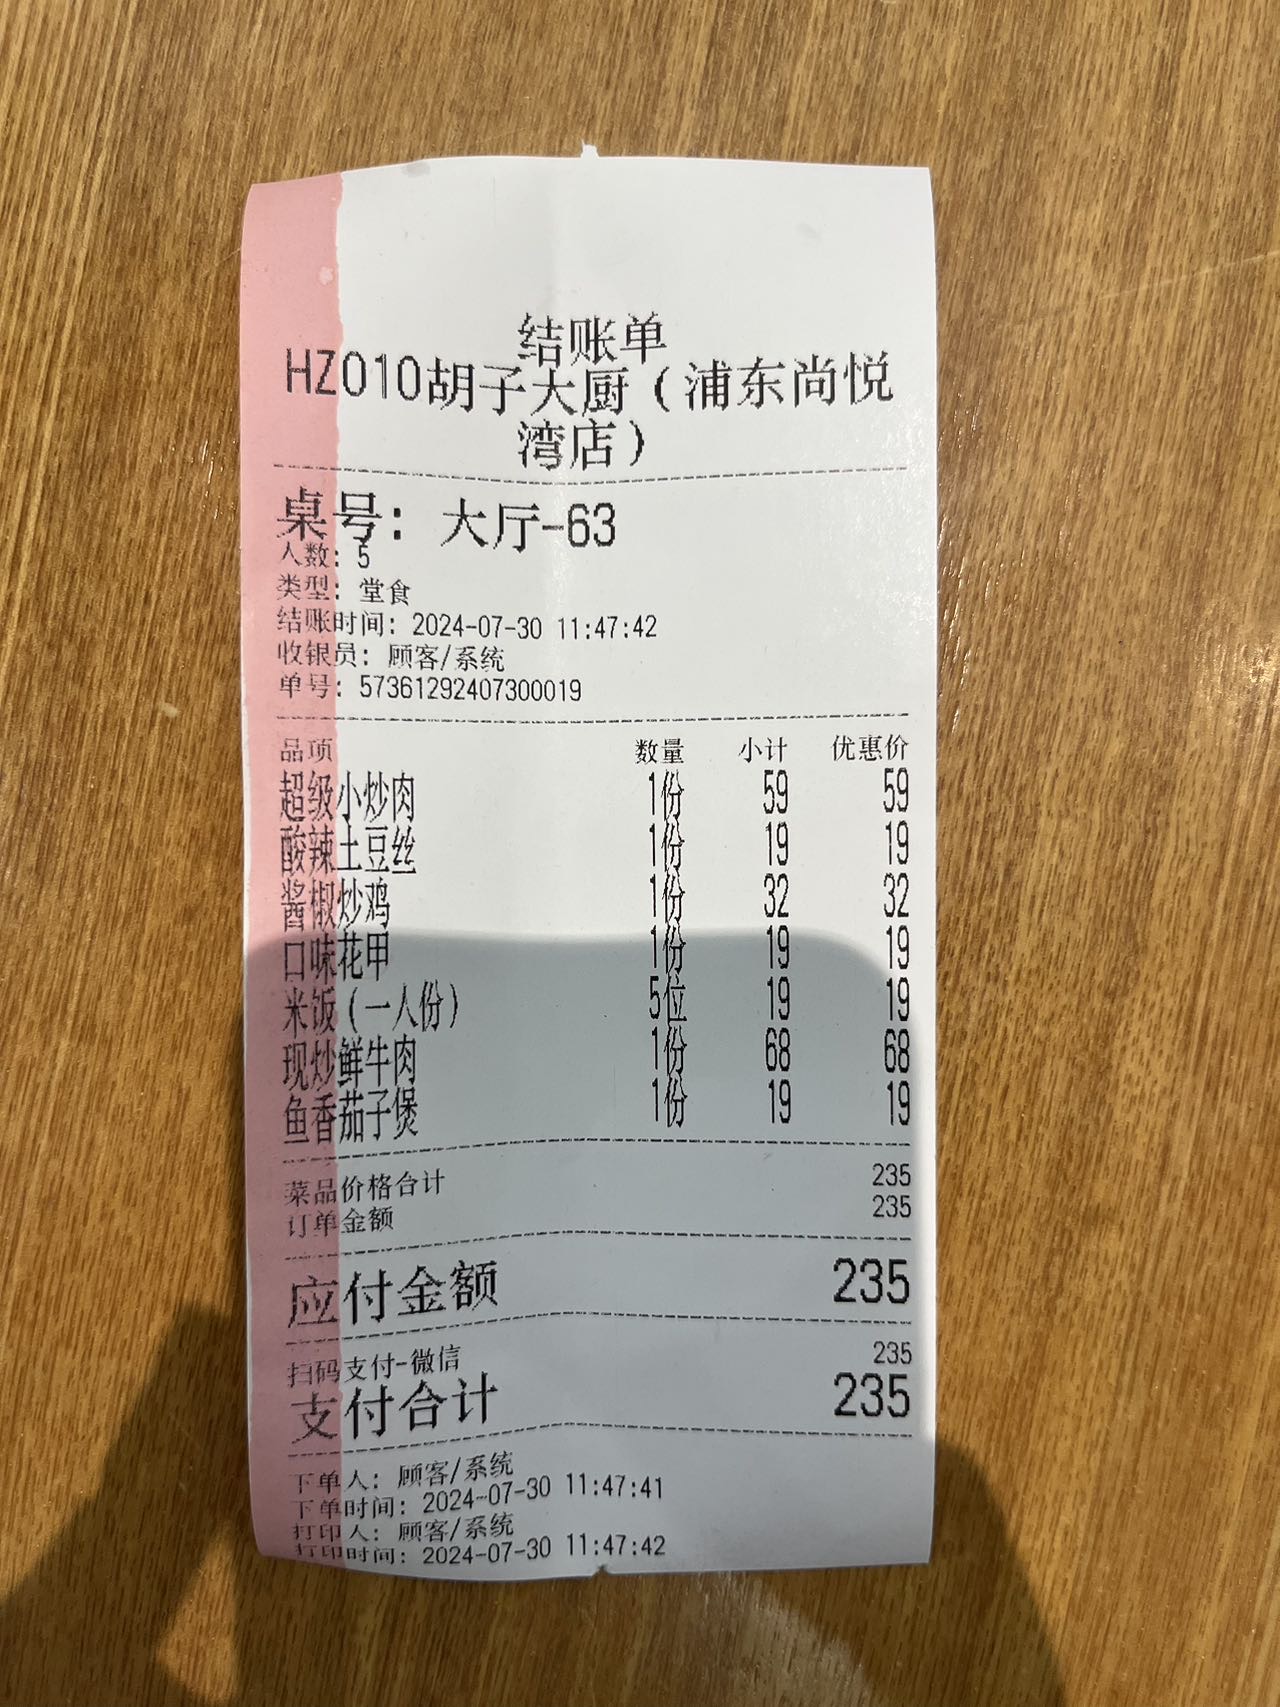 结账单
HZ010胡子大厨（浦东尚悦
湾店）
桌号：大厅-63
人数：5
类型：堂食
结账时间：2024-07-30 11:47:42
收银员：顾客/系统
单号：573612924073000​19
品项 数量 小计 优惠价
超级小炒肉 1份 59 59
酸辣土豆丝 1份 19 19
酱椒炒鸡 1份 32 32
口味花甲 1份 19 19
米饭（一人份） 5位 19 19
现炒鲜牛肉 1份 68 68
鱼香茄子煲 1份 19 19
菜品价格合计 235
订单金额 235
应付金额 235
扫码支付-微信 235
支付合计 235
下单人：顾客/系统
下单时间：2024-07-30 11:47:41
打印人：顾客/系统
打印时间：2024-07-30 11:47:42